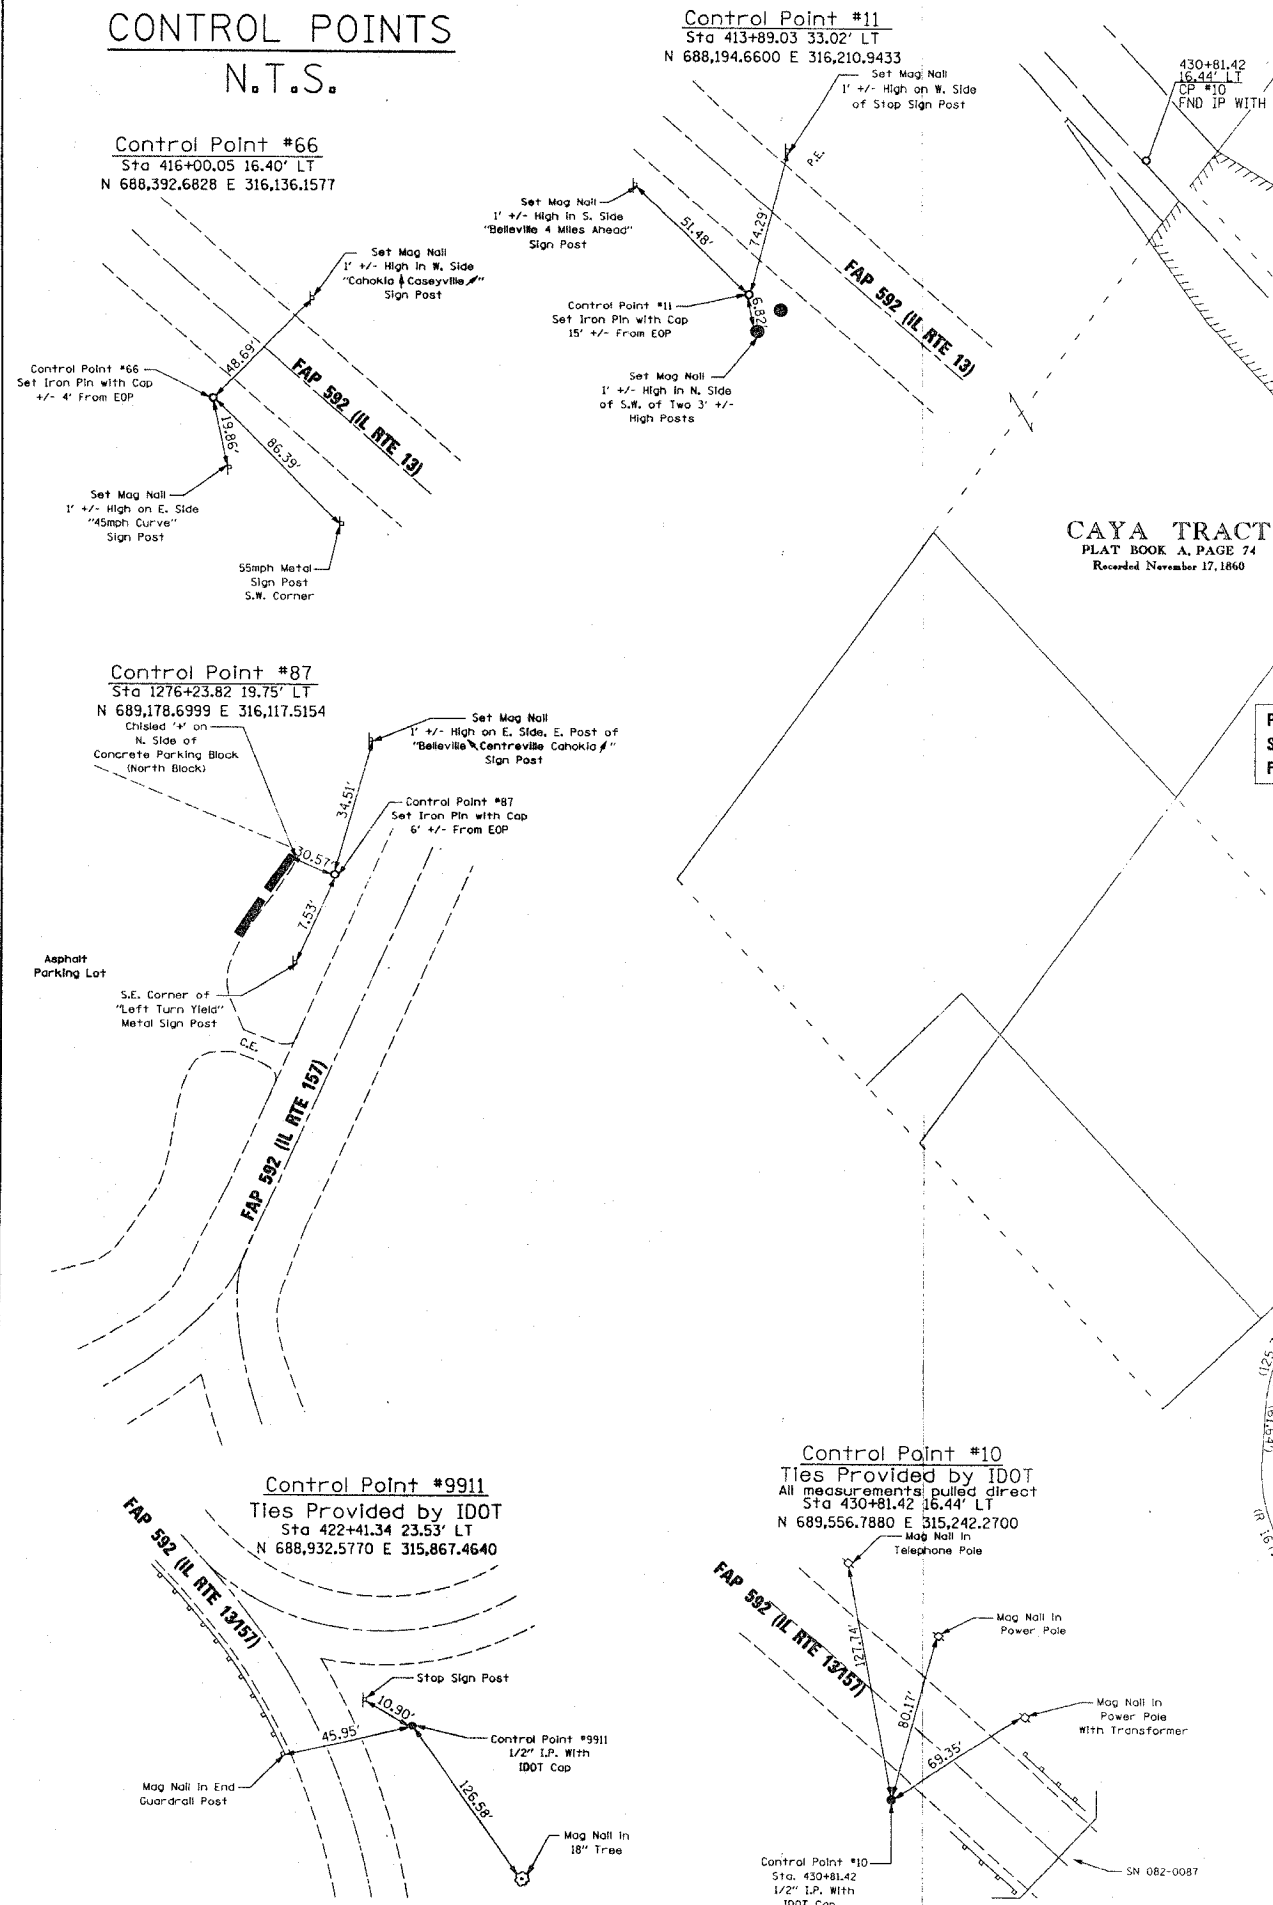 CONTROL POINTS
N.T.S.
Control Point #66
Sta 416+00.05 16.40' LT
N 688,392.6828 E 316,136.1577
Set Mag Nail
1' +/- High in W. Side
"Cahokia Caseyville"
Sign Post
48.69'
Control Point #66
Set Iron Pin with Cap
+/- 4' From EOP
FAP 592 (IL RTE 13)
19.86'
86.39'
Set Mag Nail
1' +/- High on E. Side
"45mph Curve"
Sign Post
55mph Metal
Sign Post
S.W. Corner
Control Point #11
Sta 413+89.03 33.02' LT
N 688,194.6600 E 316,210.9433
Set Mag Nail
1' +/- High on W. Side
of Stop Sign Post
P.E.
Set Mag Nail
1' +/- High in S. Side
"Belleville 4 Miles Ahead"
Sign Post
51.48'
74.29'
FAP 592 (IL RTE 13)
Control Point #11
Set Iron Pin with Cap
15' +/- From EOP
6.82'
Set Mag Nail
1' +/- High in N. Side
of S.W. of Two 3' +/-
High Posts
430+81.42
16.44' LT
CP #10
FND IP WITH
CAYA TRACT
PLAT BOOK A, PAGE 74
Recorded November 17, 1860
Control Point #87
Sta 1276+23.82 19.75' LT
N 689,178.6999 E 316,117.5154
Chisled '+' on
N. Side of
Concrete Parking Block
(North Block)
Set Mag Nail
1' +/- High on E. Side, E. Post of
"Belleville Centreville Cahokia"
Sign Post
34.51'
Control Point #87
Set Iron Pin with Cap
6' +/- From EOP
30.57'
7.53'
Asphalt
Parking Lot
S.E. Corner of
"Left Turn Yield"
Metal Sign Post
C.E.
FAP 592 (IL RTE 157)
P
S
F
Control Point #9911
Ties Provided by IDOT
Sta 422+41.34 23.53' LT
N 688,932.5770 E 315,867.4640
FAP 592 (IL RTE 13/157)
Stop Sign Post
10.90'
45.95'
Control Point #9911
1/2" I.P. With
IDOT Cap
Mag Nail in End
Guardrail Post
126.58'
Mag Nail in
18" Tree
Control Point #10
Ties Provided by IDOT
All measurements pulled direct
Sta 430+81.42 16.44' LT
N 689,556.7880 E 315,242.2700
Mag Nail in
Telephone Pole
FAP 592 (IL RTE 13/157)
127.74'
Mag Nail in
Power Pole
80.17'
Mag Nail in
Power Pole
With Transformer
69.35'
Control Point #10
Sta. 430+81.42
1/2" I.P. With
IDOT Cap
SN 082-0087